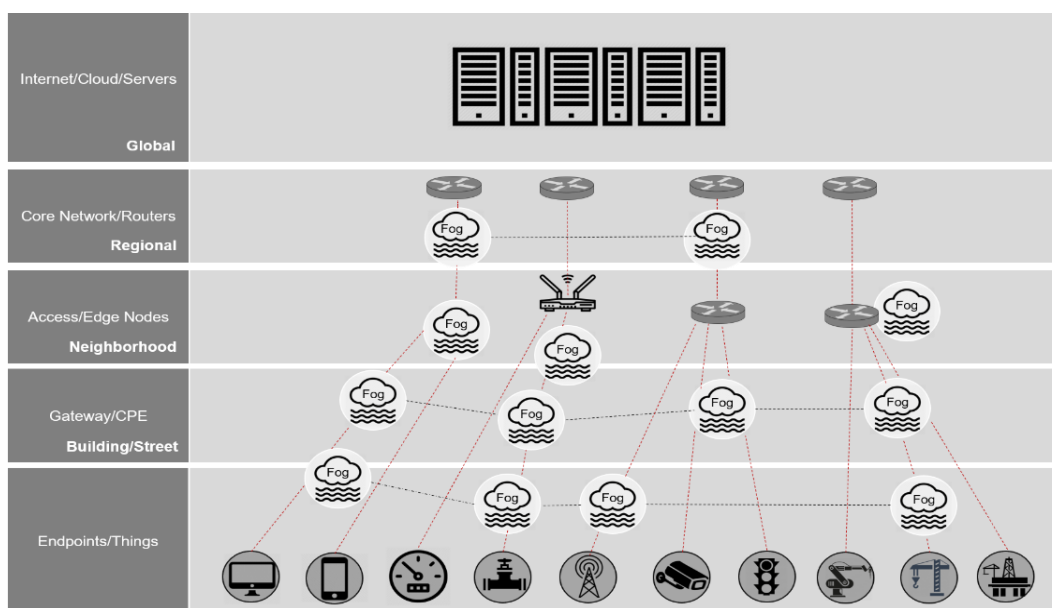 Internet/Cloud/Servers
Global
Core Network/Routers
Regional
Fog
Fog
Access/Edge Nodes
Neighborhood
Fog
Fog
Fog
Gateway/CPE
Building/Street
Fog
Fog
Fog
Fog
Endpoints/Things
Fog
Fog
Fog
Fog